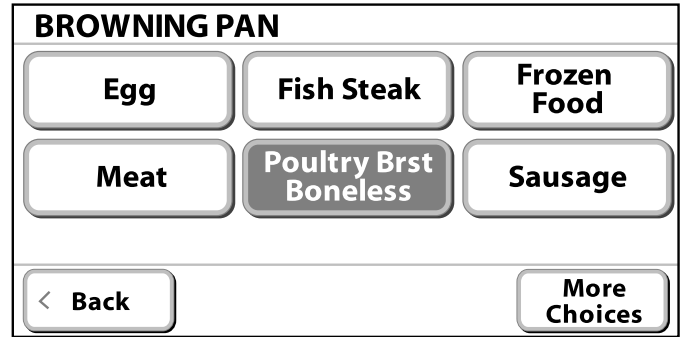 BROWNING PAN
Egg
Fish Steak
Frozen
Food
Meat
Poultry Brst
Boneless
Sausage
< Back
More
Choices